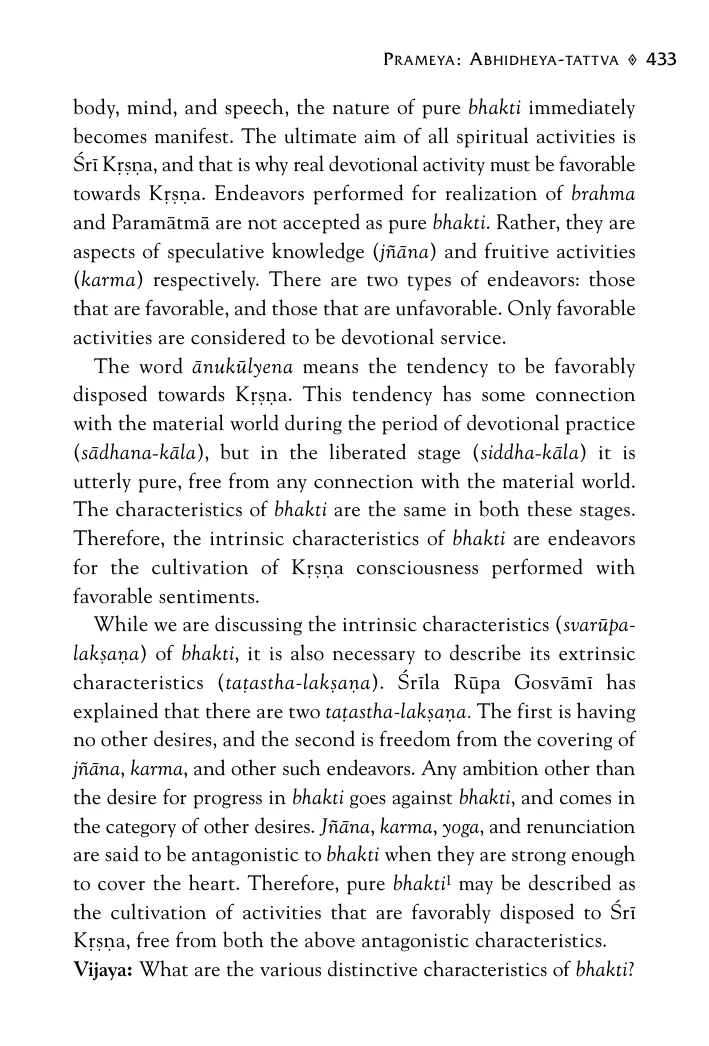 Prameya: Abhidheya-tattva ◈ 433
body, mind, and speech, the nature of pure bhakti immediately
becomes manifest. The ultimate aim of all spiritual activities is
Śrī Kṛṣṇa, and that is why real devotional activity must be favorable
towards Kṛṣṇa. Endeavors performed for realization of brahma
and Paramātmā are not accepted as pure bhakti. Rather, they are
aspects of speculative knowledge (jñāna) and fruitive activities
(karma) respectively. There are two types of endeavors: those
that are favorable, and those that are unfavorable. Only favorable
activities are considered to be devotional service.
The word ānukūlyena means the tendency to be favorably
disposed towards Kṛṣṇa. This tendency has some connection
with the material world during the period of devotional practice
(sādhana-kāla), but in the liberated stage (siddha-kāla) it is
utterly pure, free from any connection with the material world.
The characteristics of bhakti are the same in both these stages.
Therefore, the intrinsic characteristics of bhakti are endeavors
for the cultivation of Kṛṣṇa consciousness performed with
favorable sentiments.
While we are discussing the intrinsic characteristics (svarūpa-
lakṣaṇa) of bhakti, it is also necessary to describe its extrinsic
characteristics (taṭastha-lakṣaṇa). Śrīla Rūpa Gosvāmī has
explained that there are two taṭastha-lakṣaṇa. The first is having
no other desires, and the second is freedom from the covering of
jñāna, karma, and other such endeavors. Any ambition other than
the desire for progress in bhakti goes against bhakti, and comes in
the category of other desires. Jñāna, karma, yoga, and renunciation
are said to be antagonistic to bhakti when they are strong enough
to cover the heart. Therefore, pure bhakti¹ may be described as
the cultivation of activities that are favorably disposed to Śrī
Kṛṣṇa, free from both the above antagonistic characteristics.
Vijaya: What are the various distinctive characteristics of bhakti?